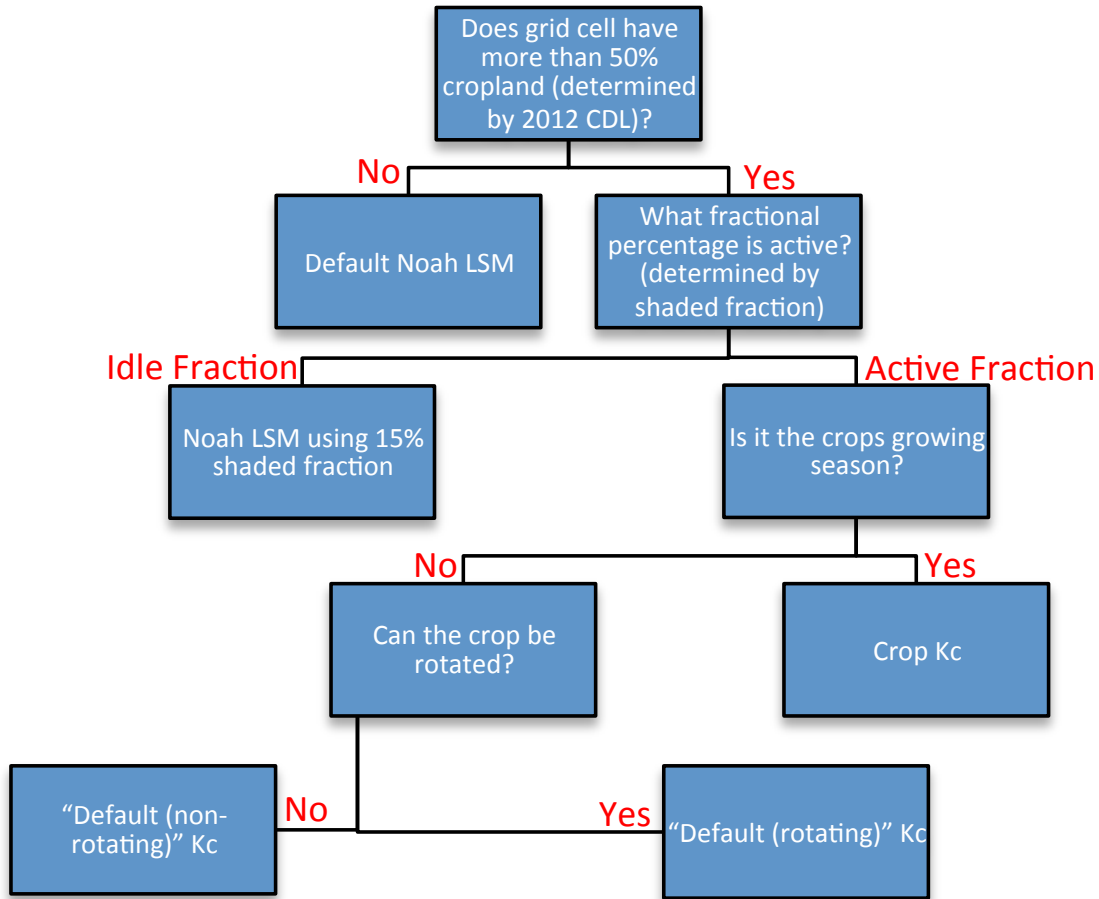 Does grid cell have
more than 50%
cropland (determined
by 2012 CDL)?
No
Yes
Default Noah LSM
What fractional
percentage is active?
(determined by
shaded fraction)
Idle Fraction
Active Fraction
Noah LSM using 15%
shaded fraction
Is it the crops growing
season?
No
Yes
Can the crop be
rotated?
Crop Kc
“Default (non-
rotating)” Kc
No
Yes
“Default (rotating)” Kc